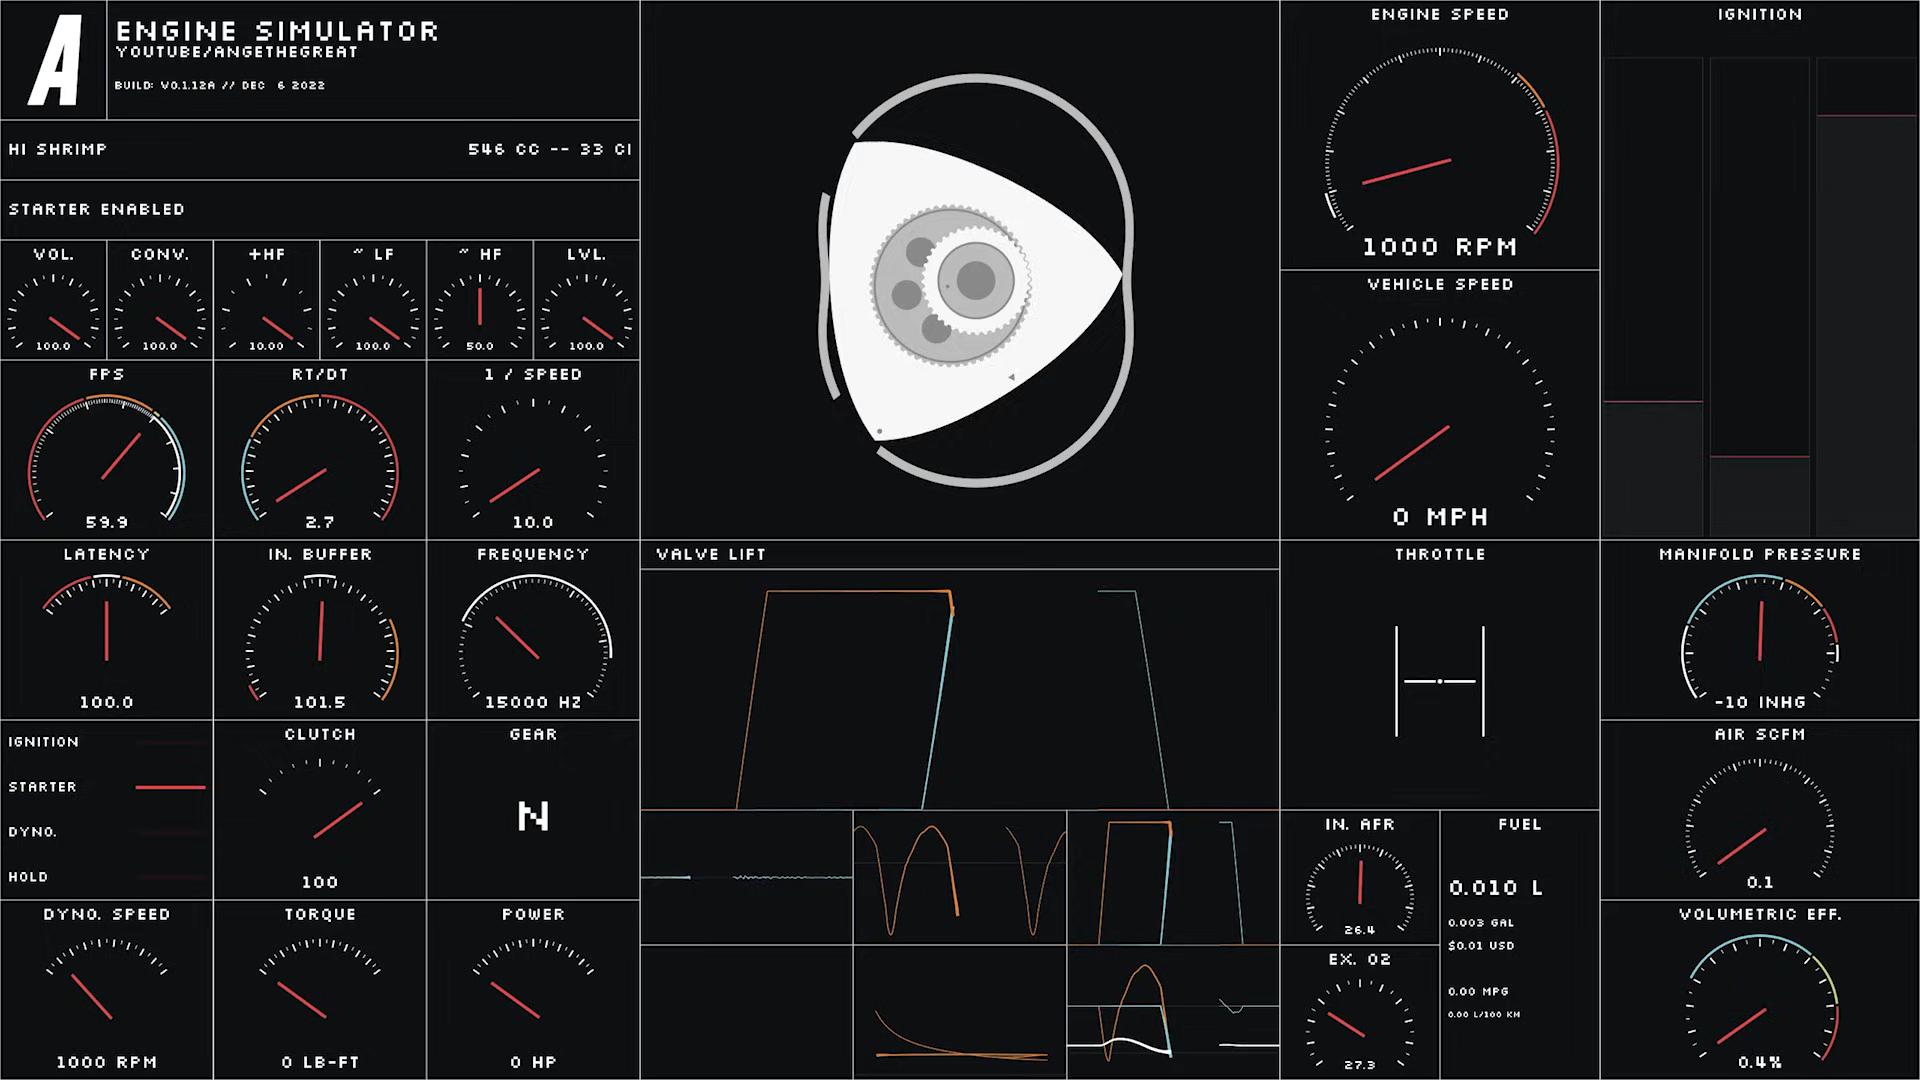 A
ENGINE SIMULATOR
YOUTUBE/ANGETHEGREAT
BUILD: V0.1.12A // DEC 6 2022
HI SHRIMP
546 CC -- 33 CI
STARTER ENABLED
VOL.
CONV.
+HF
~ LF
~ HF
LVL.
100.0
100.0
10.00
100.0
50.0
100.0
FPS
RT/DT
1 / SPEED
59.9
2.7
10.0
LATENCY
IN. BUFFER
FREQUENCY
100.0
101.5
15000 HZ
IGNITION
STARTER
DYNO.
HOLD
CLUTCH
100
GEAR
N
DYNO. SPEED
TORQUE
POWER
1000 RPM
0 LB-FT
0 HP
VALVE LIFT
ENGINE SPEED
1000 RPM
VEHICLE SPEED
0 MPH
THROTTLE
IN. AFR
26.4
EX. O2
27.3
FUEL
0.010 L
0.003 GAL
$0.01 USD
0.00 MPG
0.00 L/100 KM
IGNITION
MANIFOLD PRESSURE
-10 INHG
AIR SCFM
0.1
VOLUMETRIC EFF.
0.4%